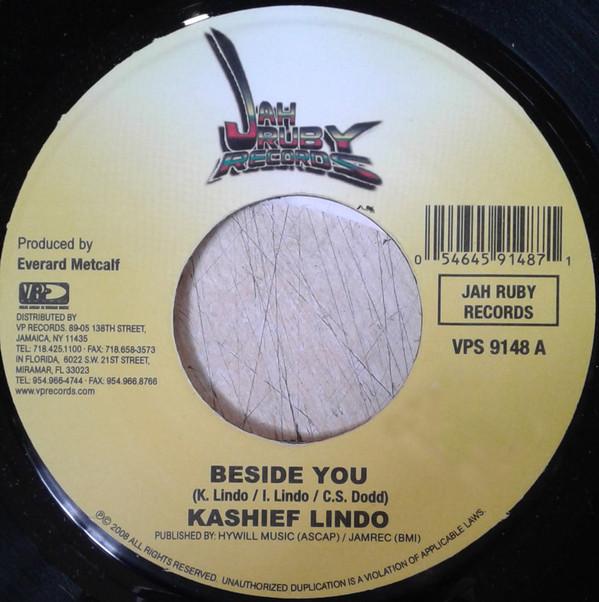 JAH
RUBY
RECORDS
Produced by
Everard Metcalf
VP
DISTRIBUTED BY
VP RECORDS. 89-05 138TH STREET,
JAMAICA, NY 11435
TEL: 718.425.1100 · FAX: 718.658-3573
IN FLORIDA, 6022 S.W. 21ST STREET,
MIRAMAR, FL 33023
TEL: 954.966-4744 · FAX: 954.966.8766
www.vprecords.com
0 54645 91487 1
JAH RUBY
RECORDS
VPS 9148 A
BESIDE YOU
(K. Lindo / I. Lindo / C.S. Dodd)
KASHIEF LINDO
PUBLISHED BY: HYWILL MUSIC (ASCAP) / JAMREC (BMI)
℗© 2008 ALL RIGHTS RESERVED. UNAUTHORIZED DUPLICATION IS A VIOLATION OF APPLICABLE LAWS.